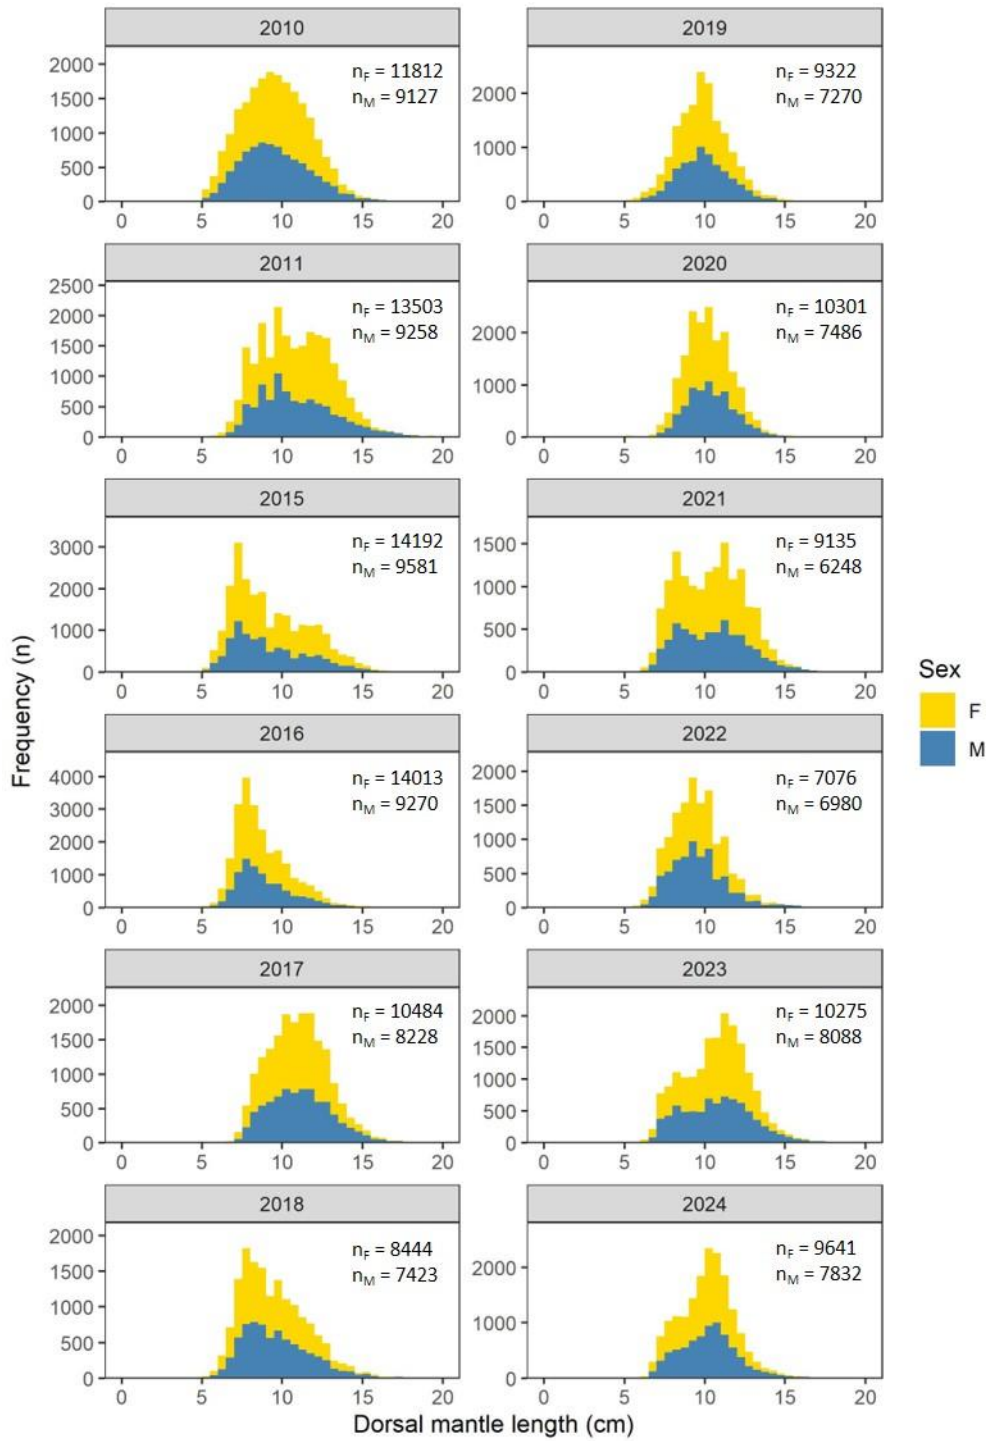 2010
2000
1500
1000
500
0
nF = 11812
nM = 9127
0 5 10 15 20
2019
2000
1000
0
nF = 9322
nM = 7270
0 5 10 15 20
2011
2500
2000
1500
1000
500
0
nF = 13503
nM = 9258
0 5 10 15 20
2020
2000
1000
0
nF = 10301
nM = 7486
0 5 10 15 20
2015
3000
2000
1000
0
nF = 14192
nM = 9581
0 5 10 15 20
2021
1500
1000
500
0
nF = 9135
nM = 6248
0 5 10 15 20
2016
4000
3000
2000
1000
0
nF = 14013
nM = 9270
0 5 10 15 20
2022
2000
1500
1000
500
0
nF = 7076
nM = 6980
0 5 10 15 20
2017
2000
1500
1000
500
0
nF = 10484
nM = 8228
0 5 10 15 20
2023
2000
1500
1000
500
0
nF = 10275
nM = 8088
0 5 10 15 20
2018
2000
1500
1000
500
0
nF = 8444
nM = 7423
0 5 10 15 20
2024
2000
1000
0
nF = 9641
nM = 7832
0 5 10 15 20
Frequency (n)
Dorsal mantle length (cm)
Sex
F
M